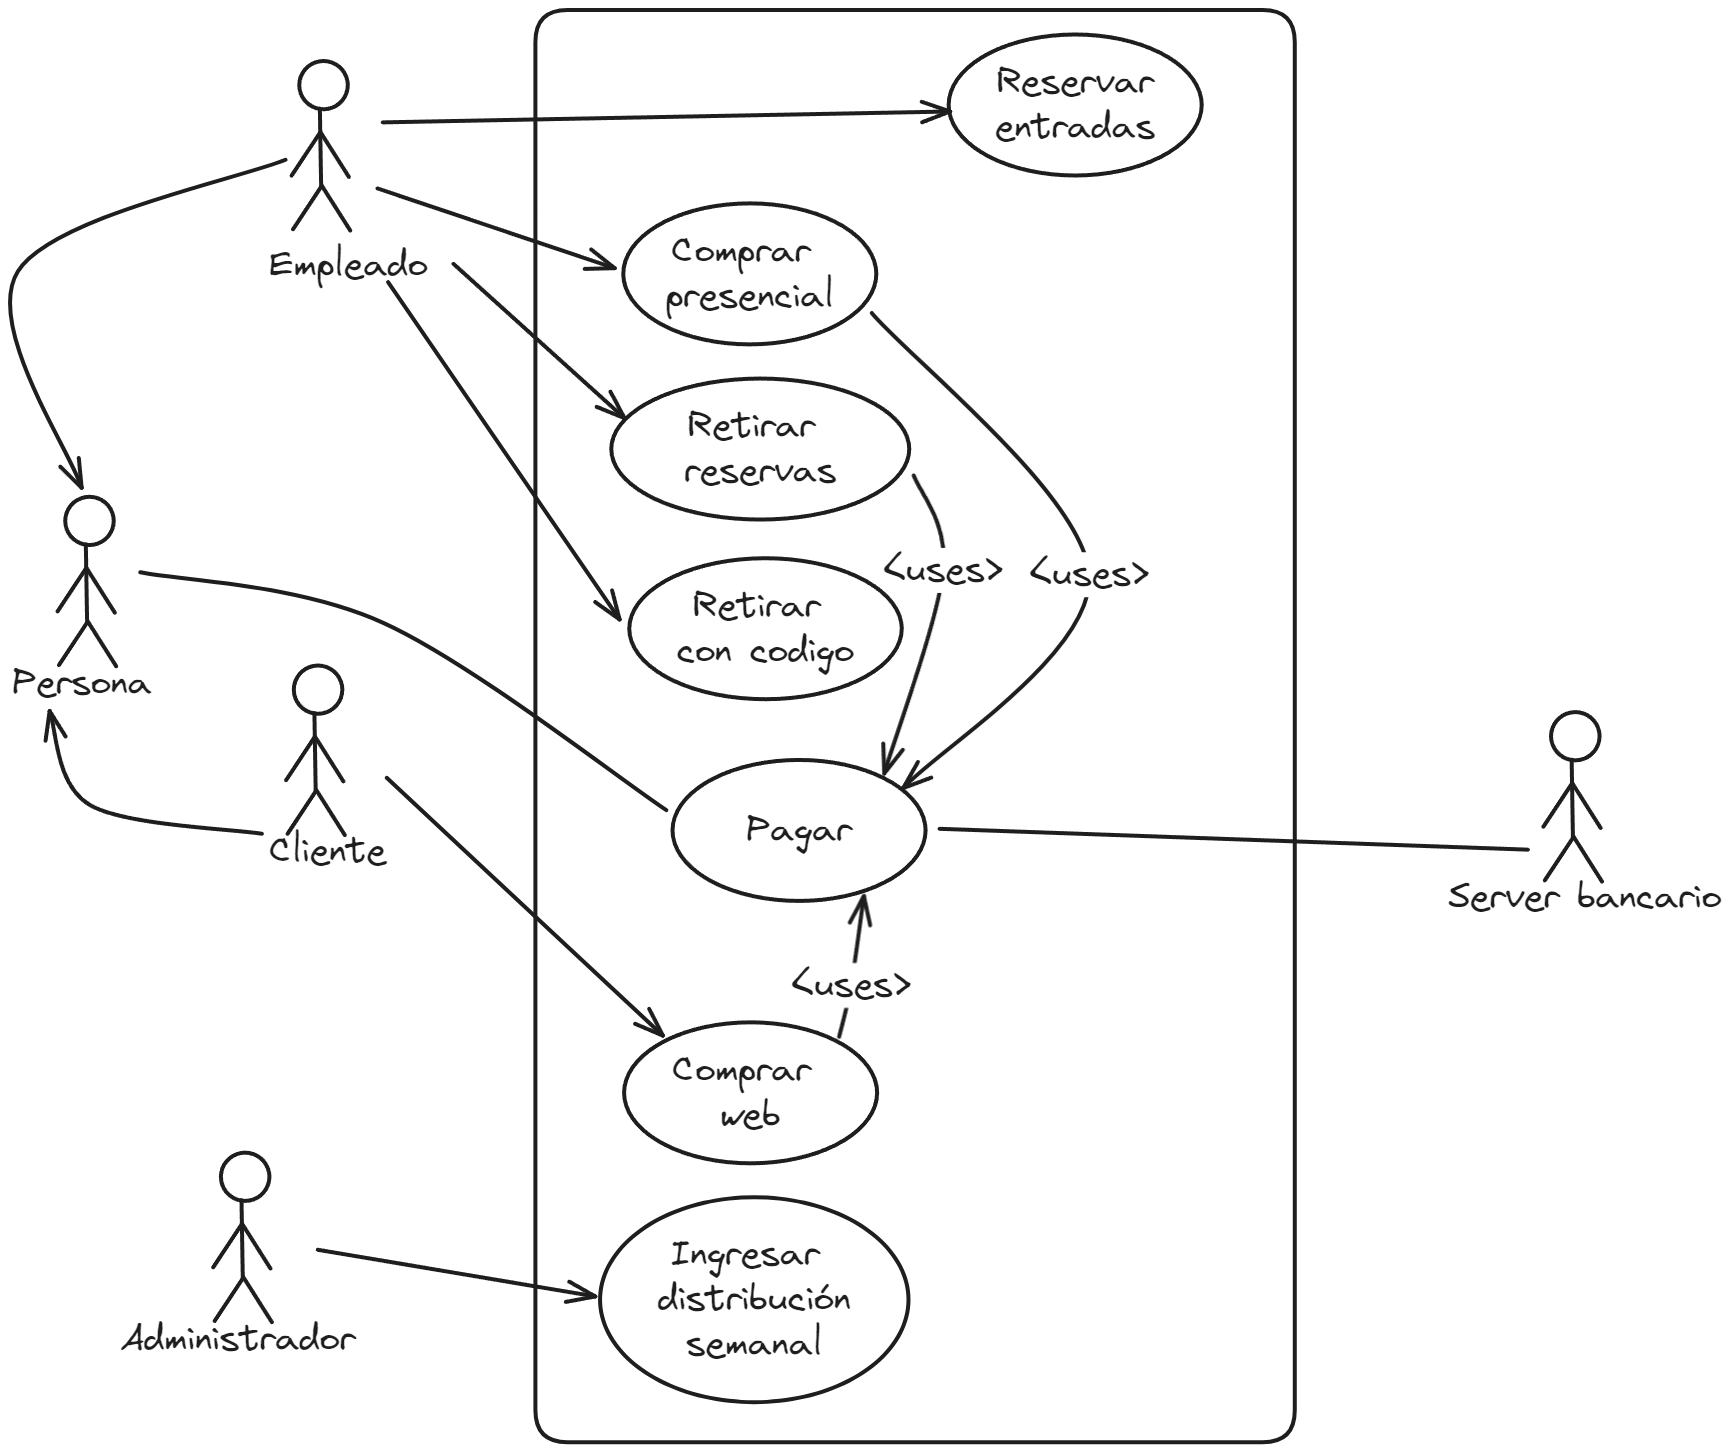 Reservar
entradas
Empleado
Comprar
presencial
Retirar
reservas
<uses>
<uses>
Retirar
con codigo
Persona
Pagar
Cliente
Server bancario
<uses>
Comprar
web
Ingresar
distribución
semanal
Administrador